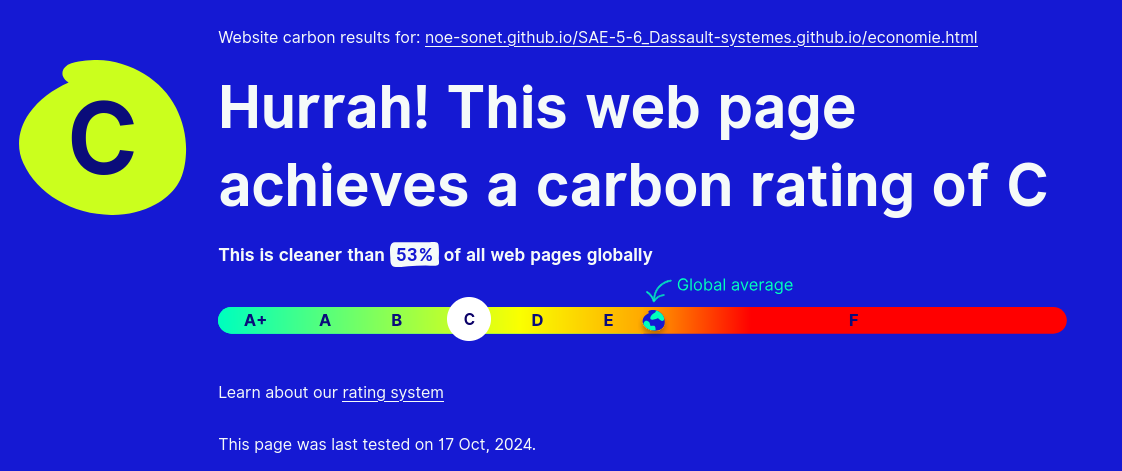 Website carbon results for: noe-sonet.github.io/SAE-5-6_Dassault-systemes.github.io/economie.html
C
Hurrah! This web page
achieves a carbon rating of C
This is cleaner than 53% of all web pages globally
Global average
A+ A B C D E F
Learn about our rating system
This page was last tested on 17 Oct, 2024.